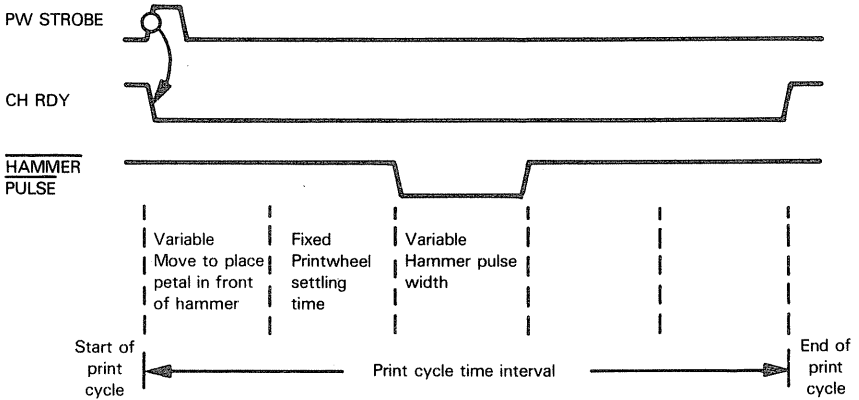 PW STROBE
CH RDY
HAMMER
PULSE
Variable
Move to place
petal in front
of hammer
Fixed
Printwheel
settling
time
Variable
Hammer pulse
width
Start of
print
cycle
Print cycle time interval
End of
print
cycle